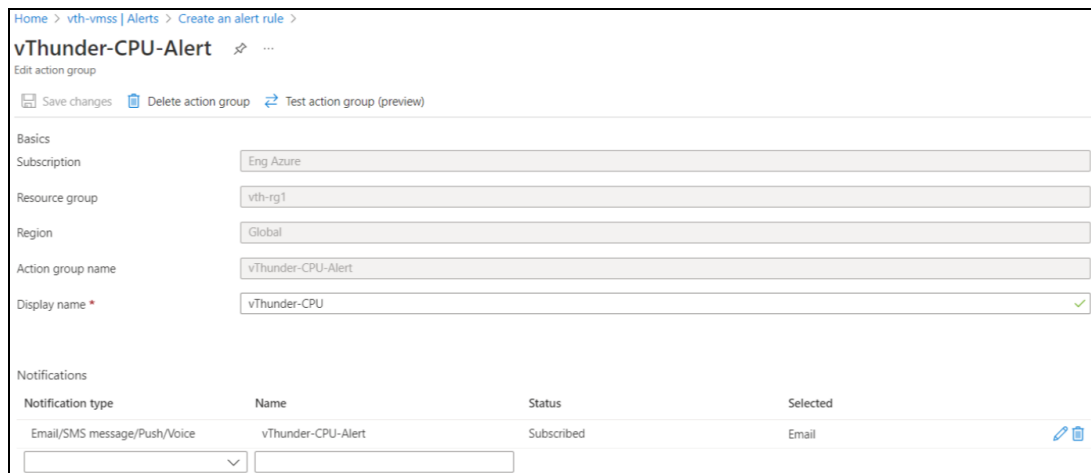 Home > vth-vmss | Alerts > Create an alert rule >
vThunder-CPU-Alert ...
Edit action group
Save changes Delete action group Test action group (preview)
Basics
Subscription Eng Azure
Resource group vth-rg1
Region Global
Action group name vThunder-CPU-Alert
Display name * vThunder-CPU
Notifications
Notification type Name Status Selected
Email/SMS message/Push/Voice vThunder-CPU-Alert Subscribed Email